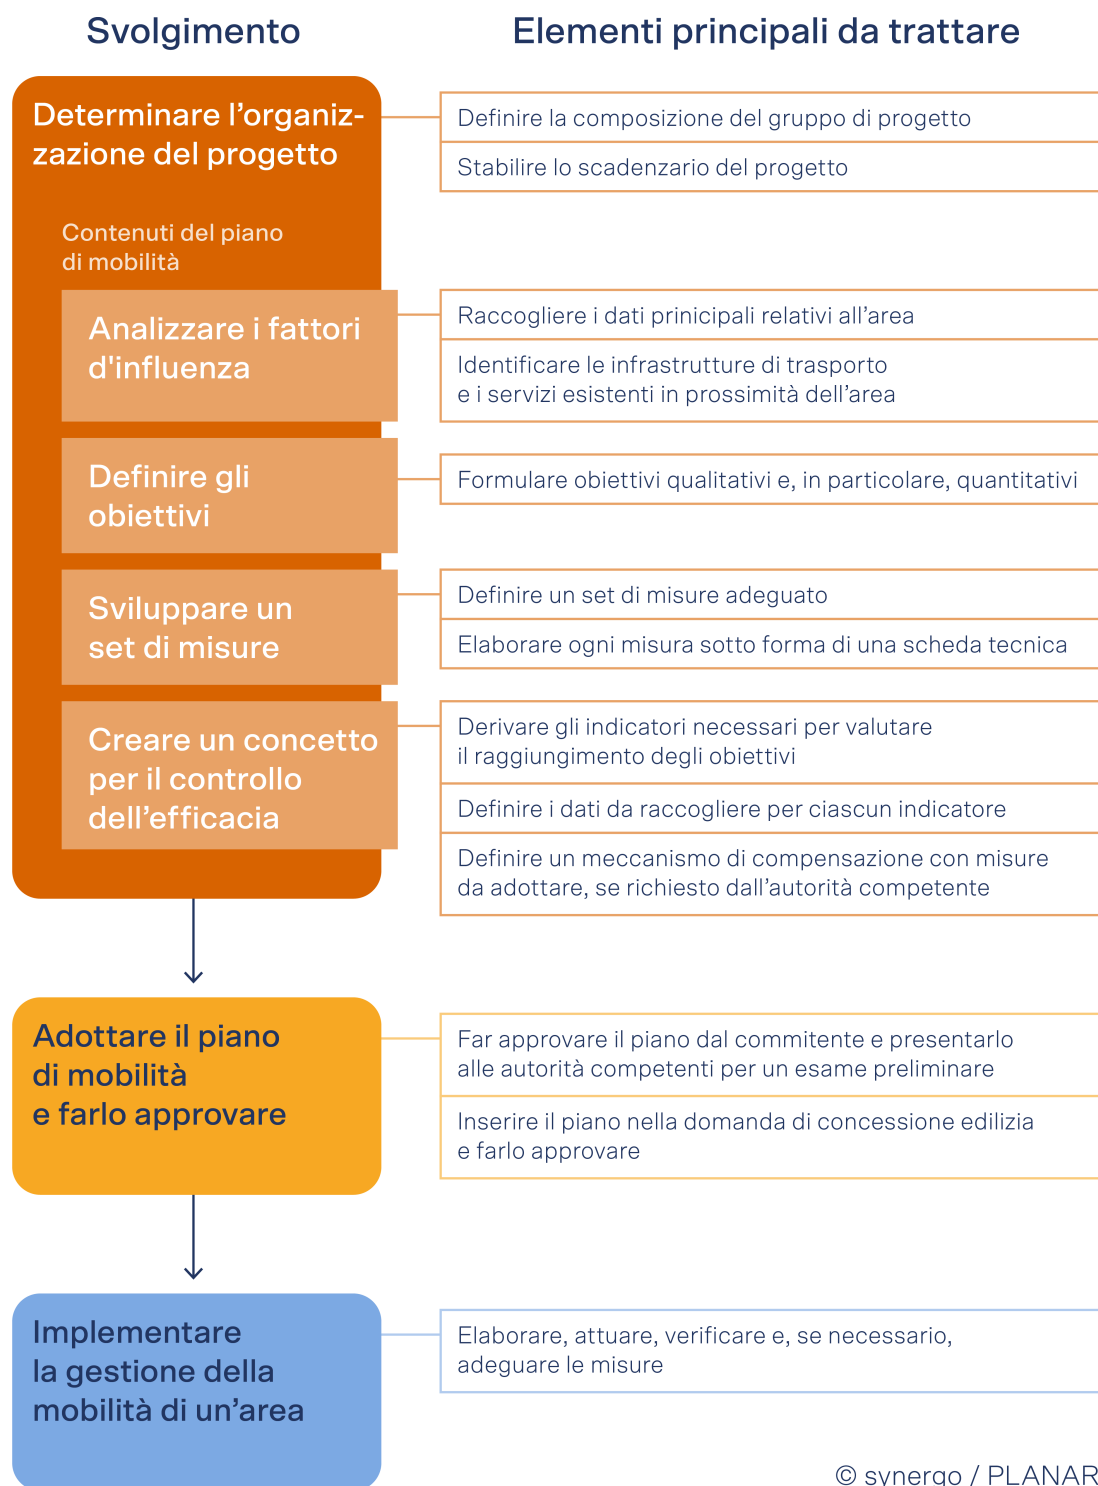 Svolgimento
Elementi principali da trattare
Determinare l’organiz-
zazione del progetto
Definire la composizione del gruppo di progetto
Stabilire lo scadenzario del progetto
Contenuti del piano
di mobilità
Analizzare i fattori
d'influenza
Raccogliere i dati prinicipali relativi all’area
Identificare le infrastrutture di trasporto
e i servizi esistenti in prossimità dell’area
Definire gli
obiettivi
Formulare obiettivi qualitativi e, in particolare, quantitativi
Sviluppare un
set di misure
Definire un set di misure adeguato
Elaborare ogni misura sotto forma di una scheda tecnica
Creare un concetto
per il controllo
dell’efficacia
Derivare gli indicatori necessari per valutare
il raggiungimento degli obiettivi
Definire i dati da raccogliere per ciascun indicatore
Definire un meccanismo di compensazione con misure
da adottare, se richiesto dall’autorità competente
Adottare il piano
di mobilità
e farlo approvare
Far approvare il piano dal commitente e presentarlo
alle autorità competenti per un esame preliminare
Inserire il piano nella domanda di concessione edilizia
e farlo approvare
Implementare
la gestione della
mobilità di un’area
Elaborare, attuare, verificare e, se necessario,
adeguare le misure
© synergo / PLANAR